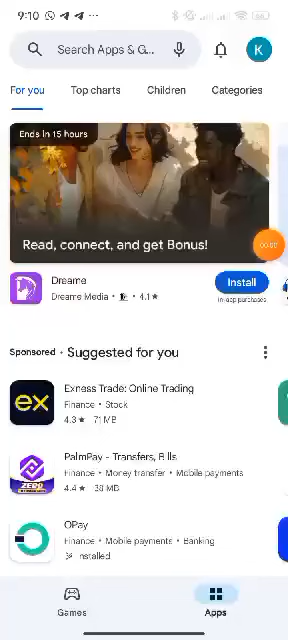 9:10
Search Apps & G...
K
For you
Top charts
Children
Categories
Ends in 15 hours
Read, connect, and get Bonus!
Dreame
Dreame Media • 4.1★
Install
in-app purchases
Sponsored • Suggested for you
ex
Exness Trade: Online Trading
Finance • Stock
4.3★ 71 MB
ZERO
PalmPay - Transfers, Bills
Finance • Money transfer • Mobile payments
4.4★ 38 MB
OPay
Finance • Mobile payments • Banking
Installed
Games
Apps